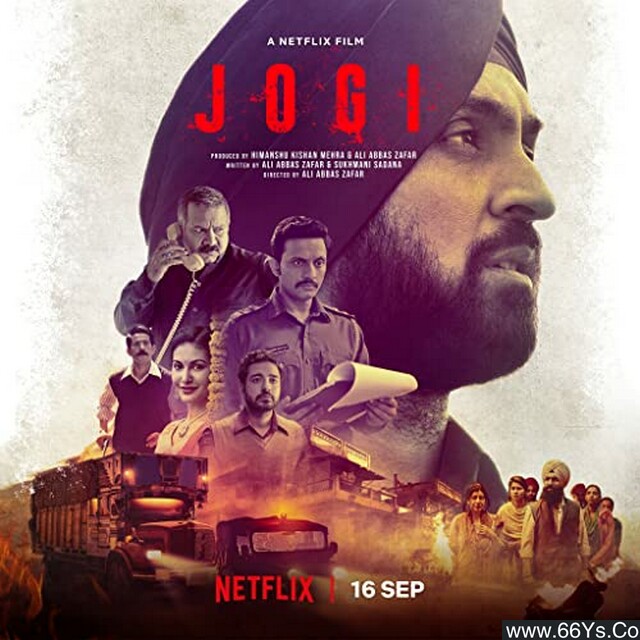 A NETFLIX FILM
JOGI
PRODUCED BY HIMANSHU KISHAN MEHRA & ALI ABBAS ZAFAR
WRITTEN BY ALI ABBAS ZAFAR & SUKHMANI SADANA
DIRECTED BY ALI ABBAS ZAFAR
NETFLIX | 16 SEP
www.66Ys.Co